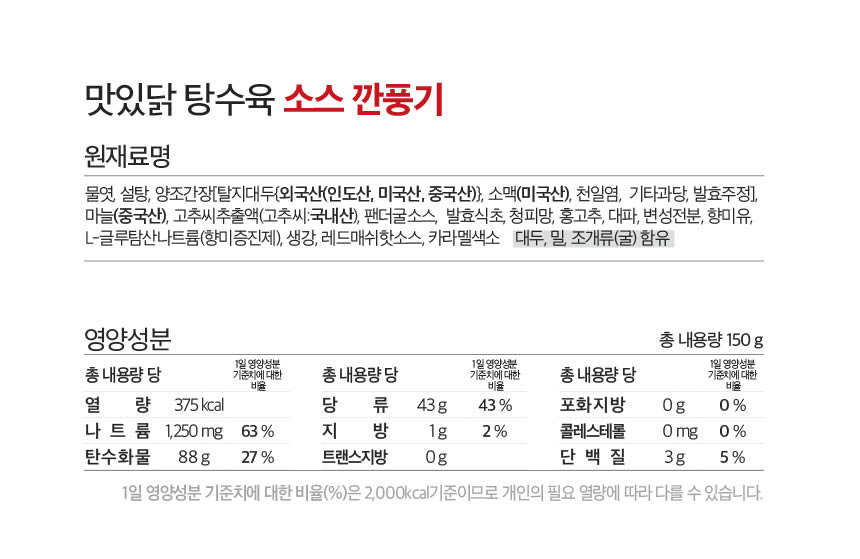 맛있닭 탕수육 소스 깐풍기
원재료명
물엿, 설탕, 양조간장[탈지대두{외국산(인도산, 미국산, 중국산)}, 소맥(미국산), 천일염, 기타과당, 발효주정],
마늘(중국산), 고추씨추출액(고추씨:국내산), 팬더굴소스, 발효식초, 청피망, 홍고추, 대파, 변성전분, 향미유,
L-글루탐산나트륨(향미증진제), 생강, 레드매쉬핫소스, 카라멜색소 대두, 밀, 조개류(굴) 함유
영양성분 총 내용량 150 g
총 내용량 당 1일 영양성분 기준치에 대한 비율 총 내용량 당 1일 영양성분 기준치에 대한 비율 총 내용량 당 1일 영양성분 기준치에 대한 비율
열 량 375 kcal 당 류 43 g 43 % 포화지방 0 g 0 %
나 트 륨 1,250 mg 63 % 지 방 1 g 2 % 콜레스테롤 0 mg 0 %
탄수화물 88 g 27 % 트랜스지방 0 g 단 백 질 3 g 5 %
1일 영양성분 기준치에 대한 비율(%)은 2,000kcal기준이므로 개인의 필요 열량에 따라 다를 수 있습니다.